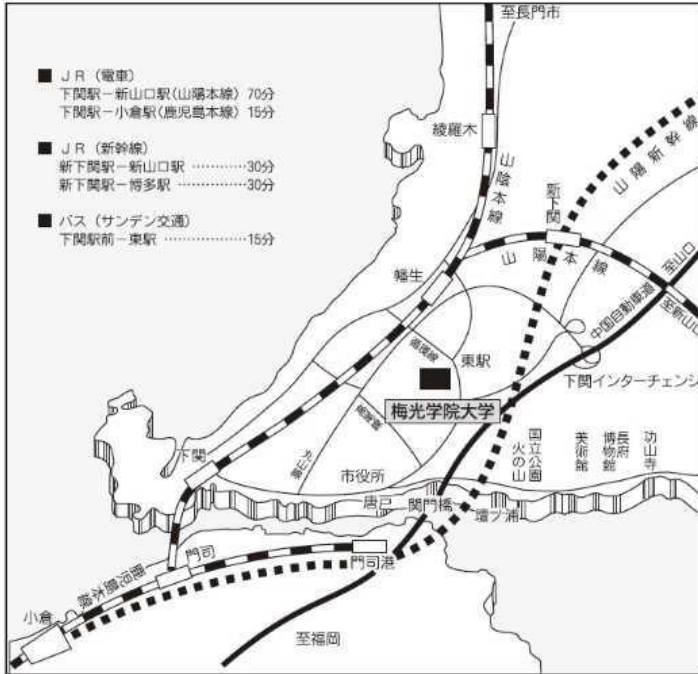 ■ JR（電車）
下関駅－新山口駅(山陽本線) 70分
下関駅－小倉駅(鹿児島本線) 15分
■ JR（新幹線）
新下関駅－新山口駅 …………30分
新下関駅－博多駅 ……………30分
■ バス（サンデン交通）
下関駅前－東駅 ………………15分
至長門市
綾羅木
山陰本線
新下関
山陽新幹線
山陽本線
至山口
至新山口
中国自動車道
幡生
東駅
下関インターチェンジ
梅光学院大学
下関
市役所
唐戸
関門橋
壇ノ浦
火の山
国立公園
美術館
長府
博物館
功山寺
門司
門司港
鹿児島本線
小倉
至福岡